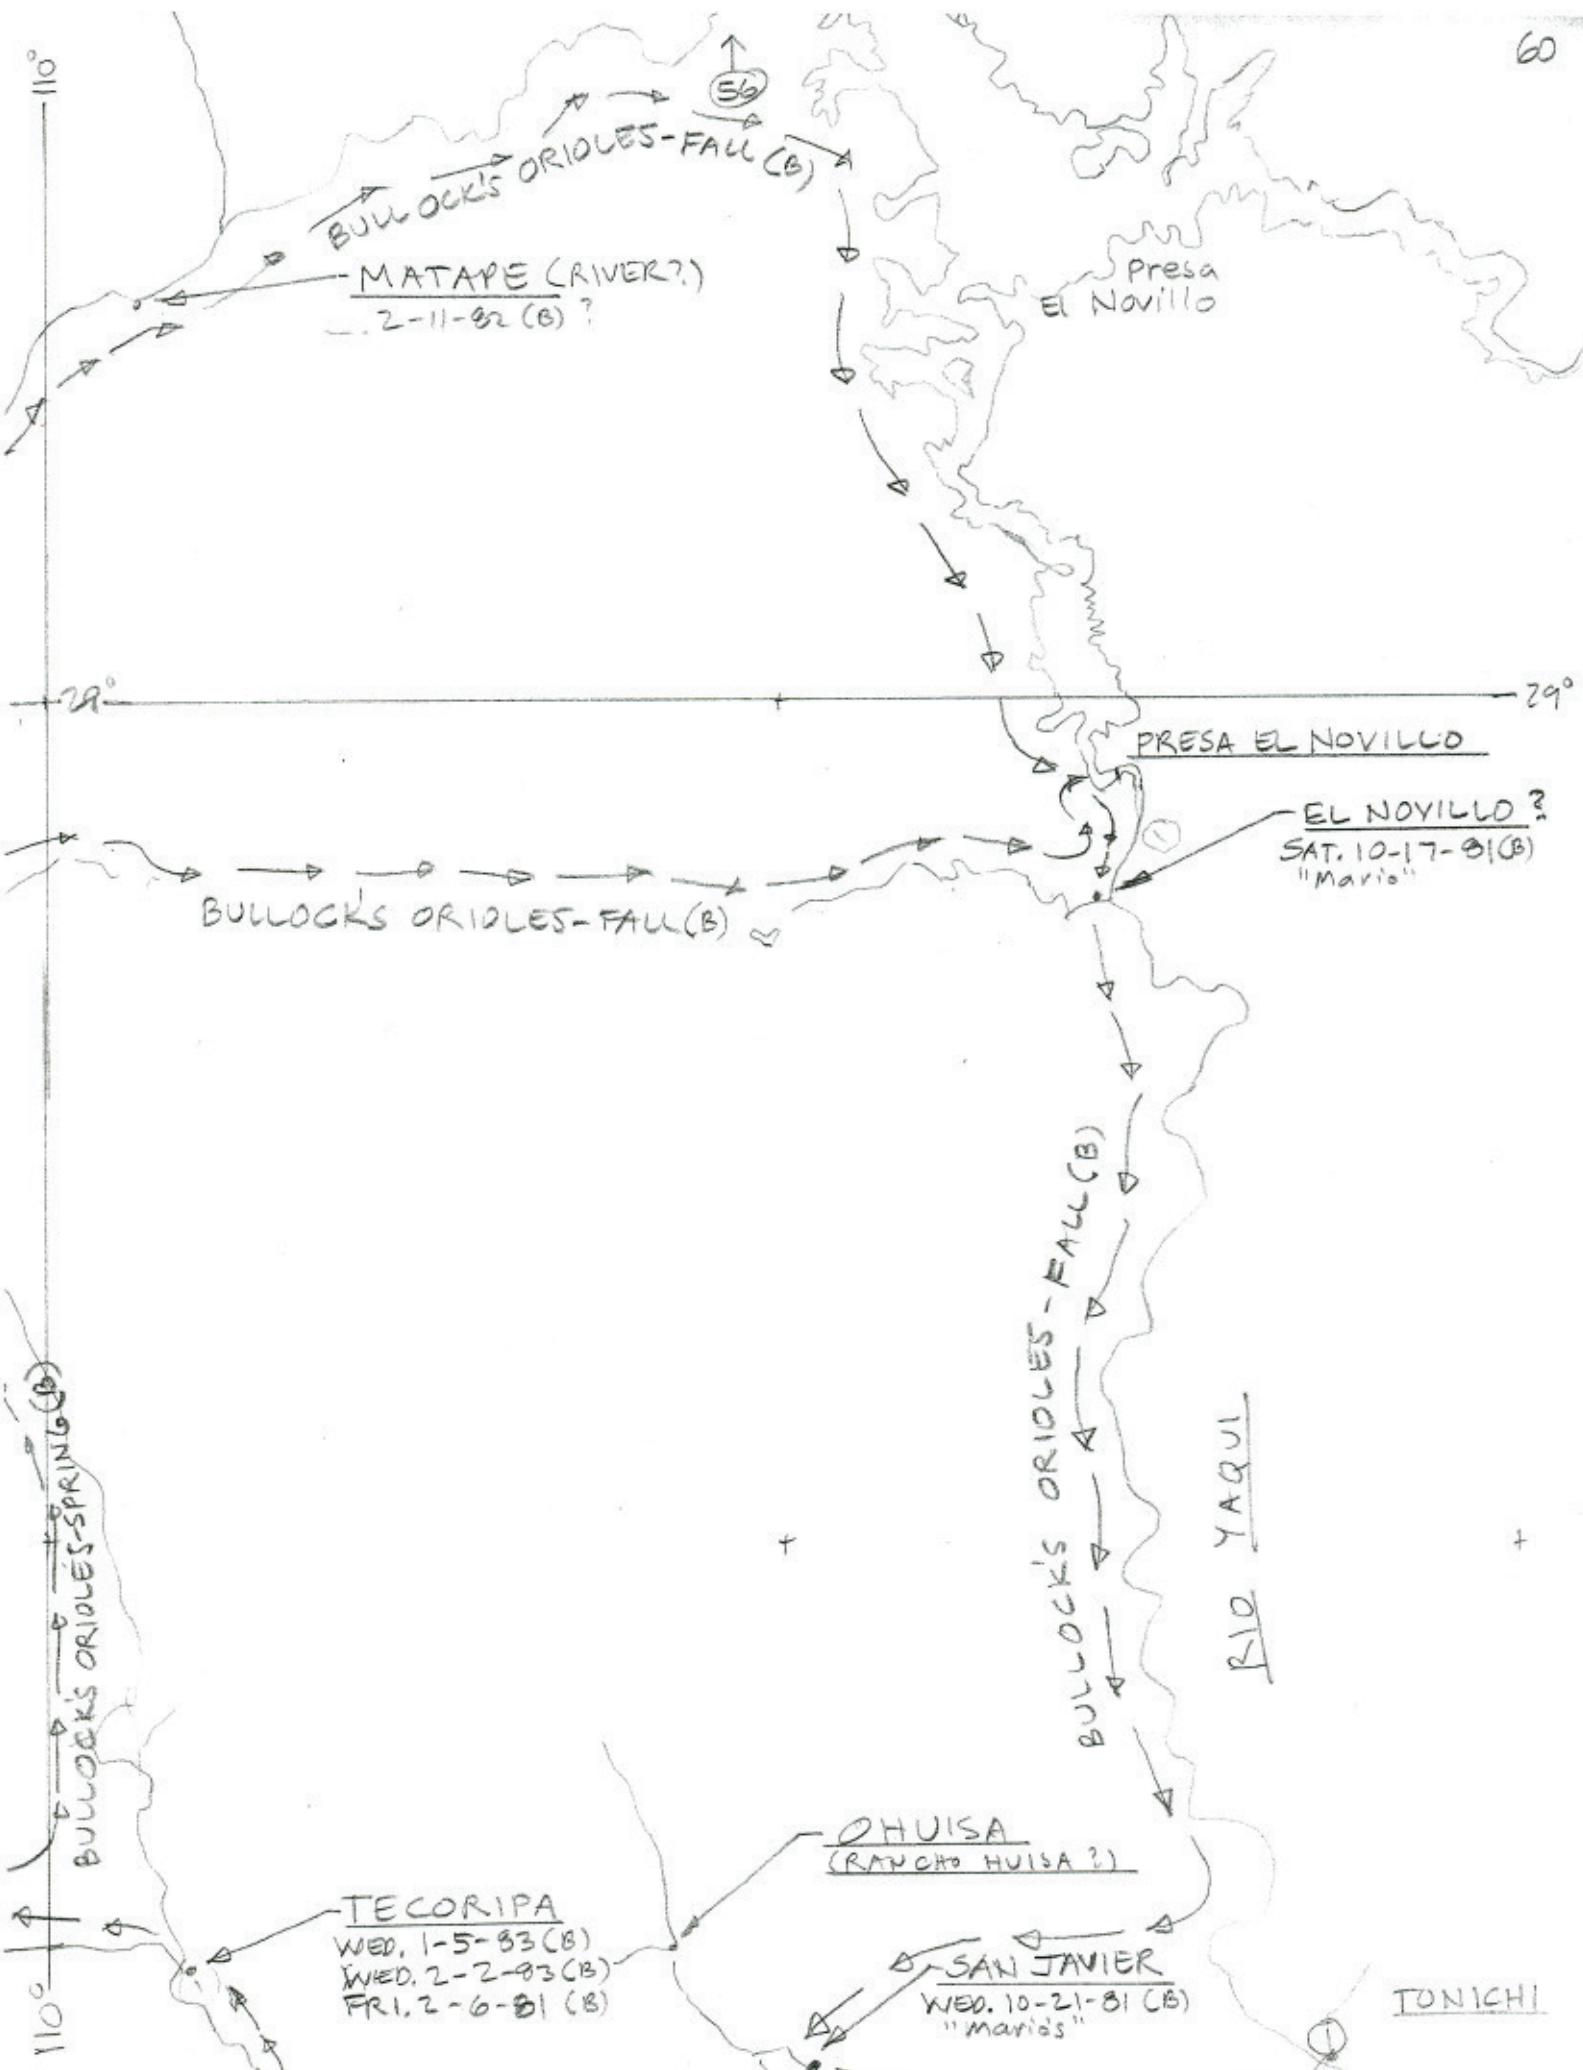 60
110°
56
BULLOCK'S ORIOLES-FALL (B)
MATAPE (RIVER?)
2-11-82 (B) ?
Presa
El Novillo
29°
29°
PRESA EL NOVILLO
EL NOVILLO ?
SAT. 10-17-81(B)
"Mario"
BULLOCK'S ORIOLES-FALL(B)
BULLOCK'S ORIOLES-FALL(B)
RIO YAQUI
BULLOCK'S ORIOLES-SPRING(B)
OHUISA
(RANCHO HUISA?)
TECORIPA
WED. 1-5-83(B)
WED. 2-2-83(B)
FRI. 2-6-81 (B)
SAN JAVIER
WED. 10-21-81 (B)
"Mario's"
TONICHI
110°